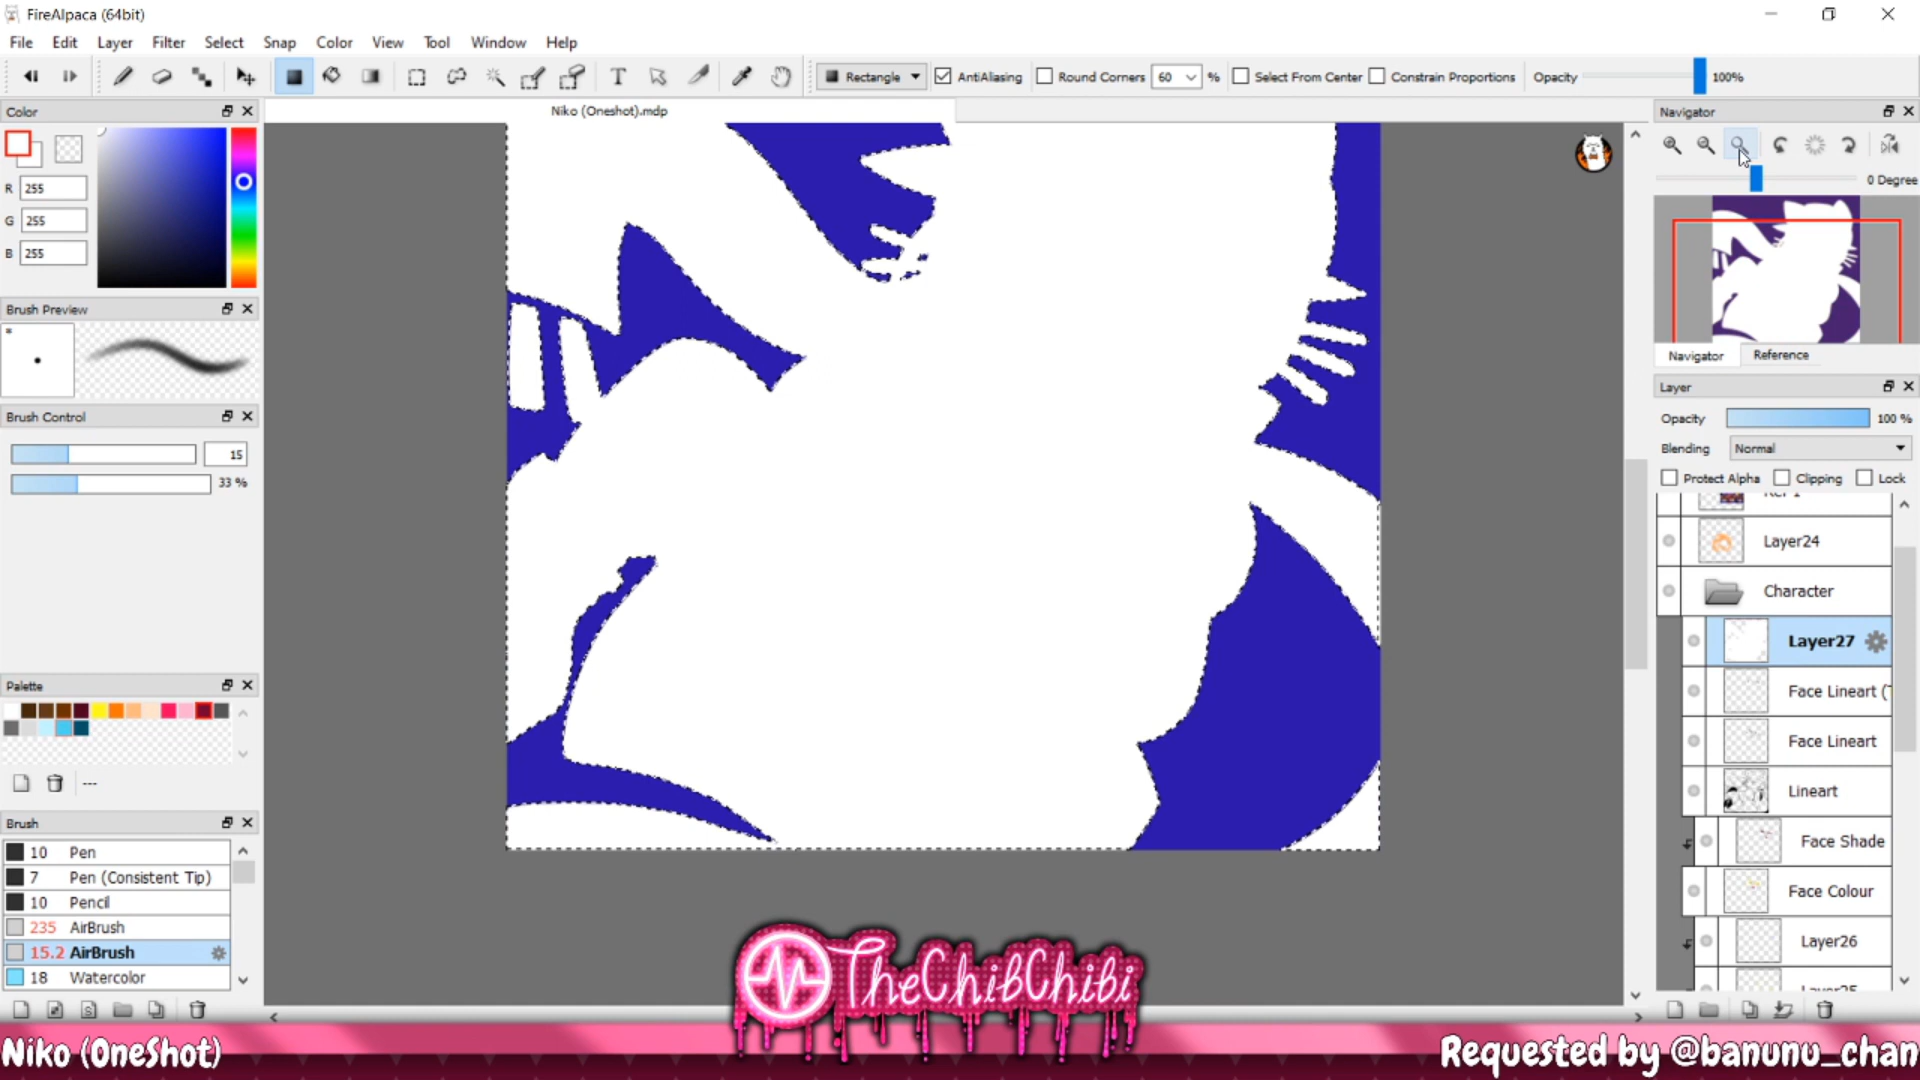 FireAlpaca (64bit)
File Edit Layer Filter Select Snap Color View Tool Window Help
Rectangle AntiAliasing Round Corners 60 % Select From Center Constrain Proportions Opacity 100%
Color
Niko (Oneshot).mdp
Navigator
R 255
G 255
B 255
0 Degree
Brush Preview
Navigator Reference
Layer
Brush Control
Opacity 100 %
15
Blending Normal
33 %
Protect Alpha Clipping Lock
Layer24
Character
Layer27
Face Lineart (
Face Lineart
Lineart
Face Shade
Face Colour
Layer26
Palette
---
Brush
10 Pen
7 Pen (Consistent Tip)
10 Pencil
235 AirBrush
15.2 AirBrush
18 Watercolor
TheChibChibi
Niko (OneShot)
Requested by @banunu_chan